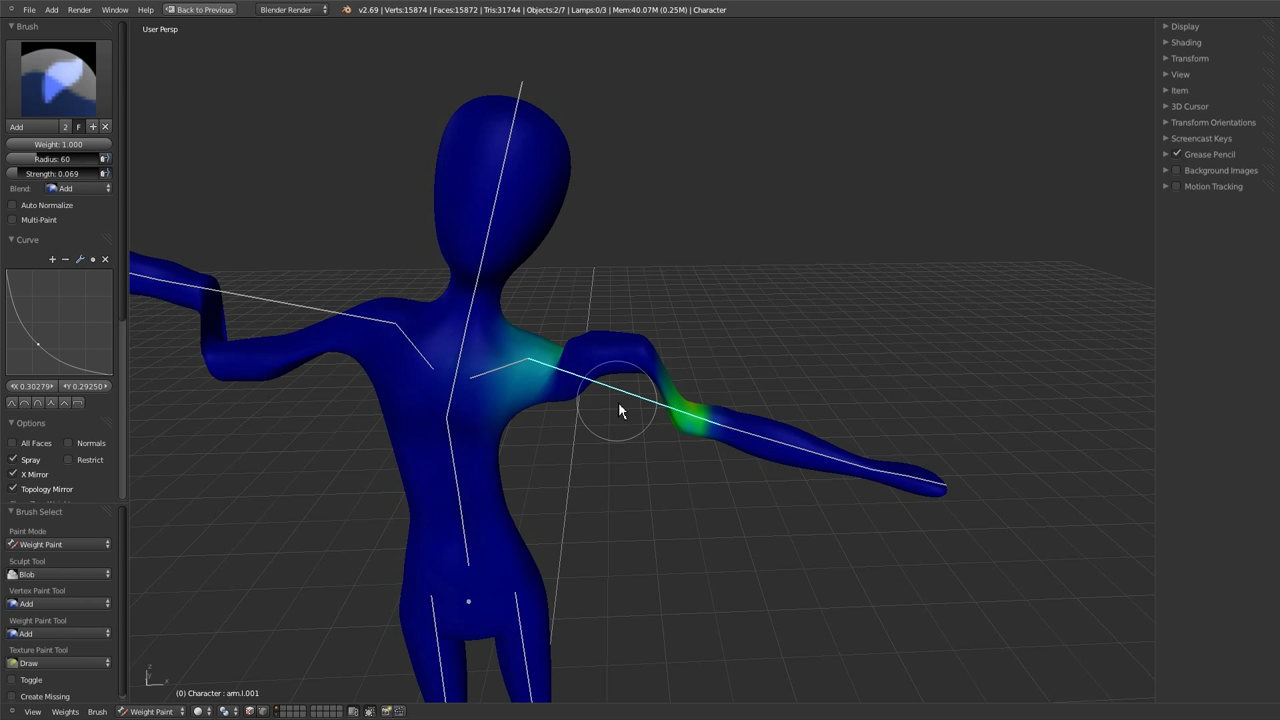 File Add Render Window Help Back to Previous Blender Render v2.69 | Verts:15874 | Faces:15872 | Tris:31744 | Objects:2/7 | Lamps:0/3 | Mem:40.07M (0.25M) | Character
Brush
Add 2 F
Weight: 1.000
Radius: 60
Strength: 0.069
Blend: Add
Auto Normalize
Multi-Paint
Curve
X 0.30279 Y 0.29250
Options
All Faces Normals
Spray Restrict
X Mirror
Topology Mirror
Brush Select
Paint Mode
Weight Paint
Sculpt Tool
Blob
Vertex Paint Tool
Add
Weight Paint Tool
Add
Texture Paint Tool
Draw
Toggle
Create Missing
User Persp
z
x
(0) Character : arm.l.001
View Weights Brush Weight Paint
Display
Shading
Transform
View
Item
3D Cursor
Transform Orientations
Screencast Keys
Grease Pencil
Background Images
Motion Tracking